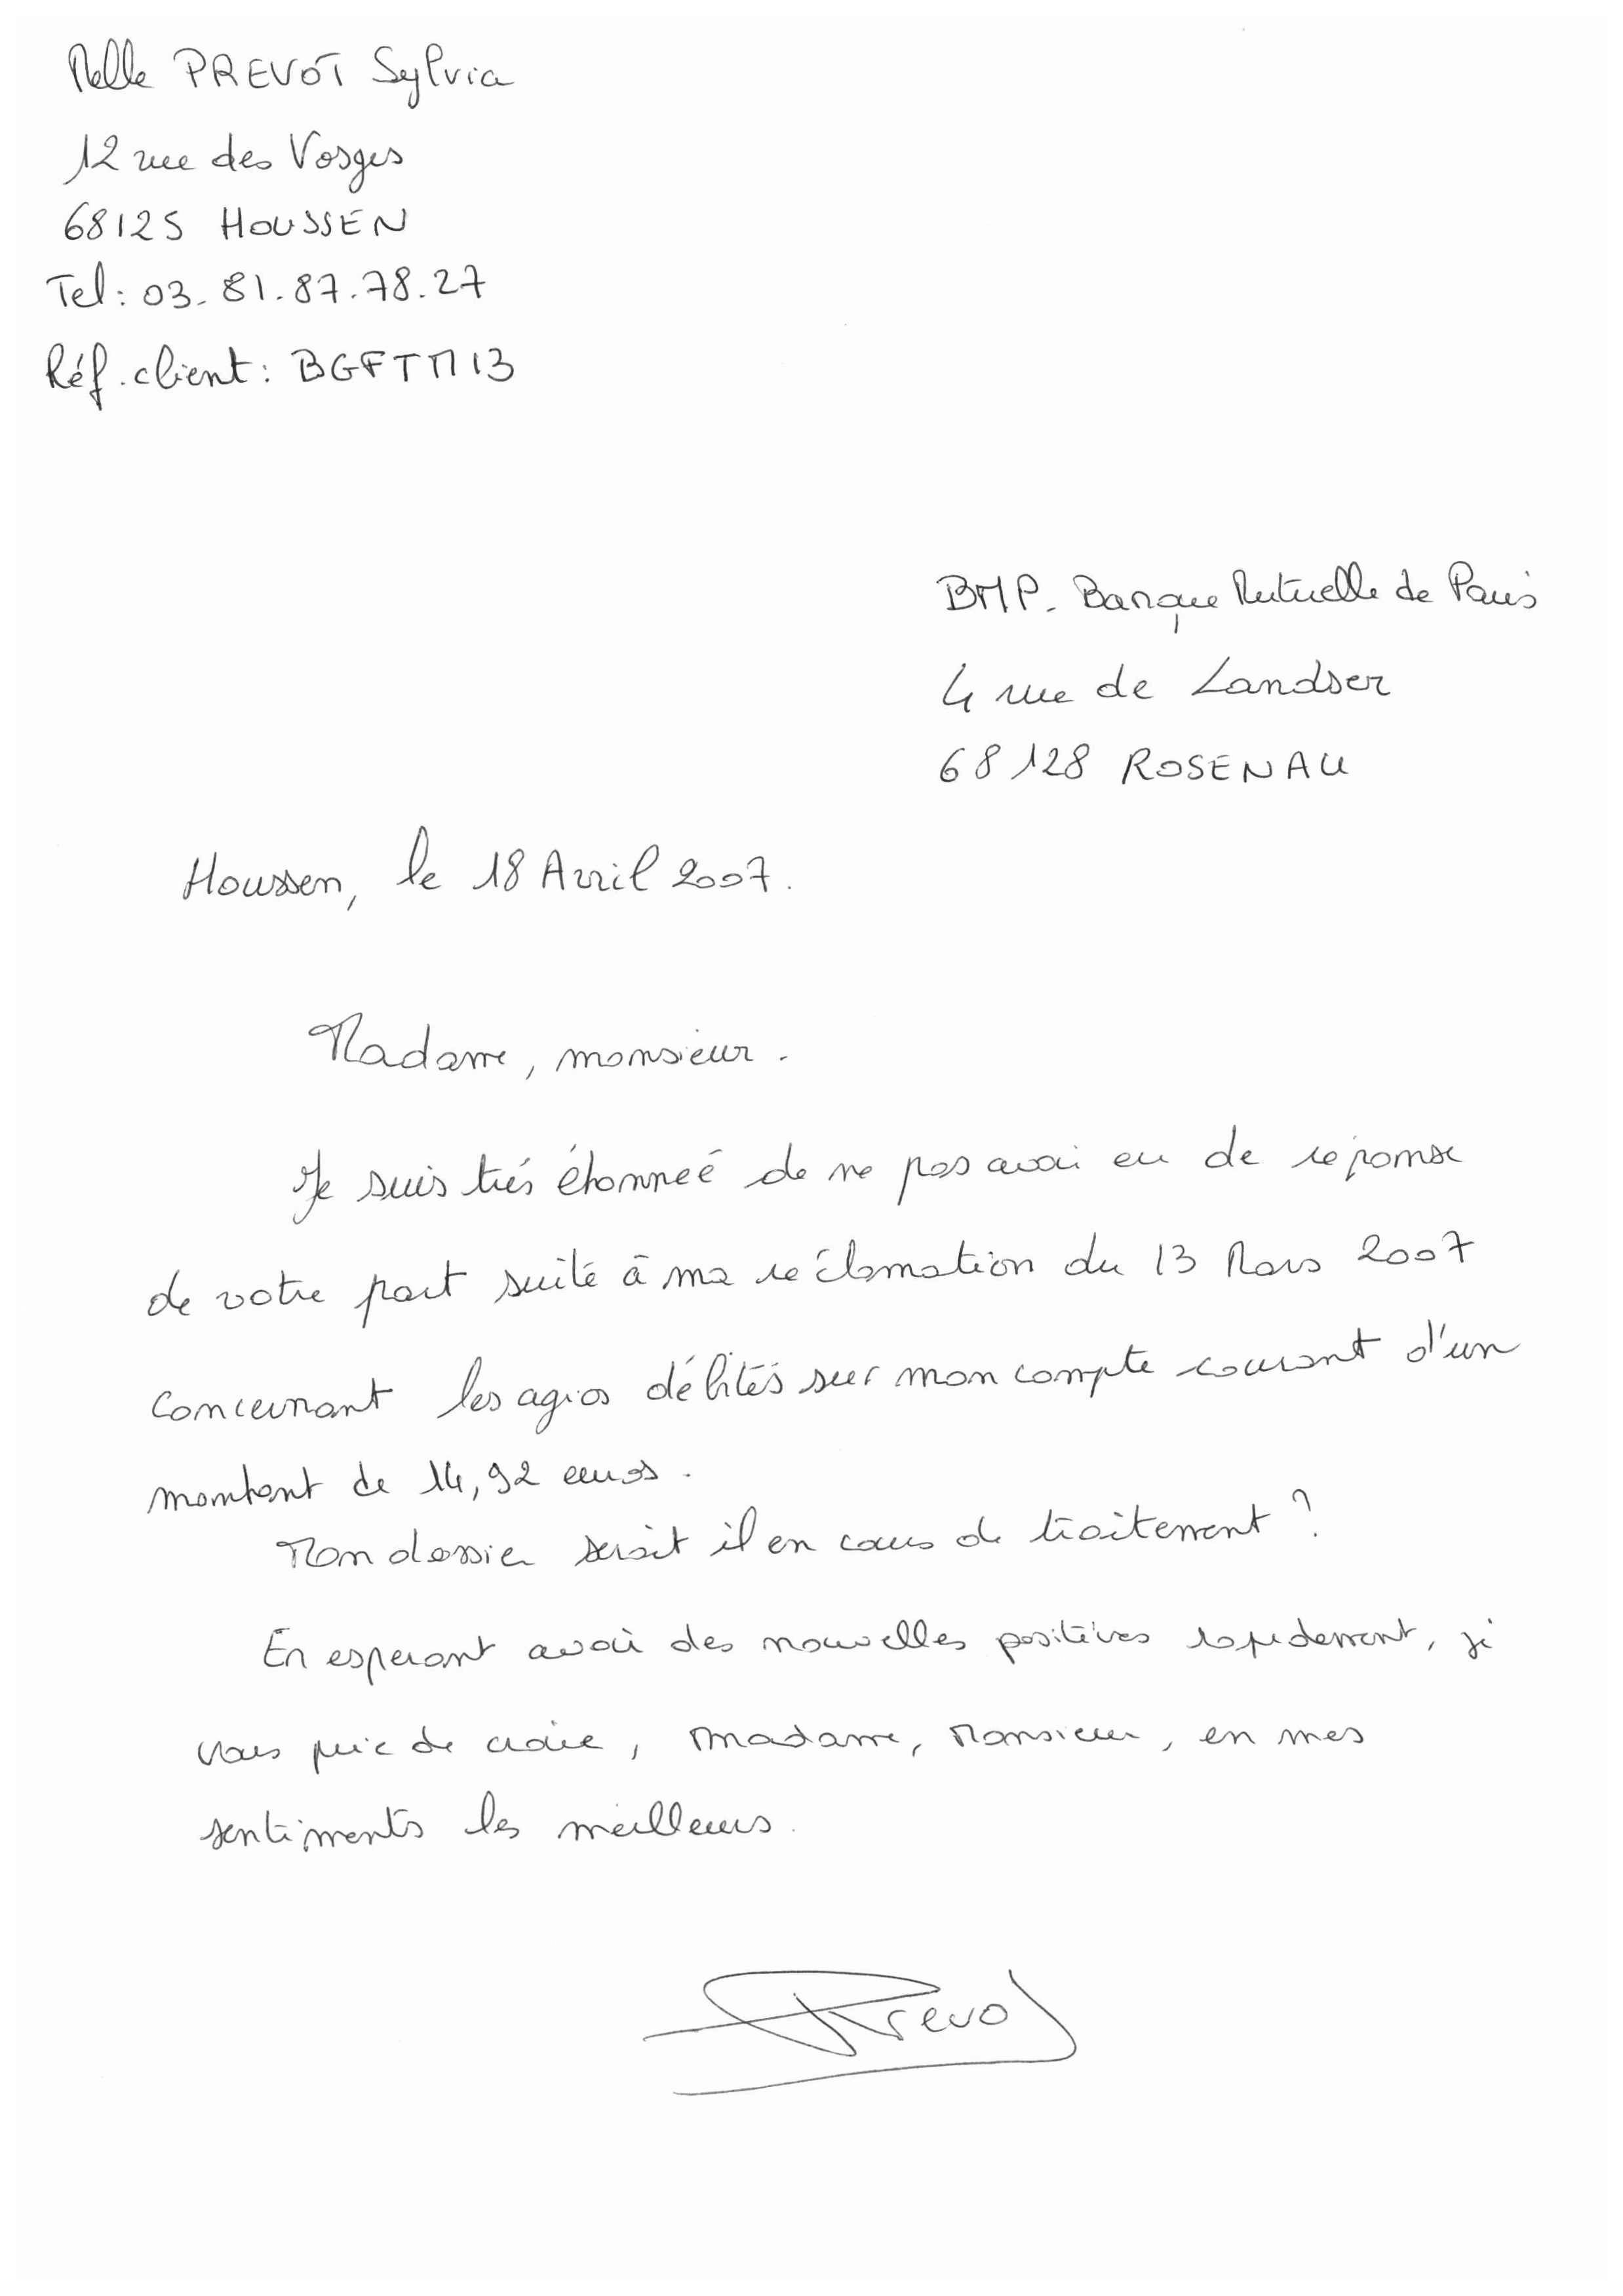 Melle PREVOT Sylvia
12 rue des Vosges
68125 HOUSSEN
Tel: 03.81.87.78.27
Réf.client: BGFTM13
BMP. Banque Mutuelle de Paris
4 rue de Landser
68128 ROSENAU
Houssen, le 18 Avril 2007.
Madame, monsieur.
Je suis trés étonneé de ne pas avoir eu de réponse
de votre part suite à ma réclamation du 13 Mars 2007
concernant les agios débités sur mon compte courant d'un
montant de 14,92 euros.
Mon dossier serait il en cours de traitement ?
En esperant avoir des nouvelles positives rapidement, je
vous prie de croire, Madame, Monsieur, en mes
sentiments les meilleurs.
Prevot